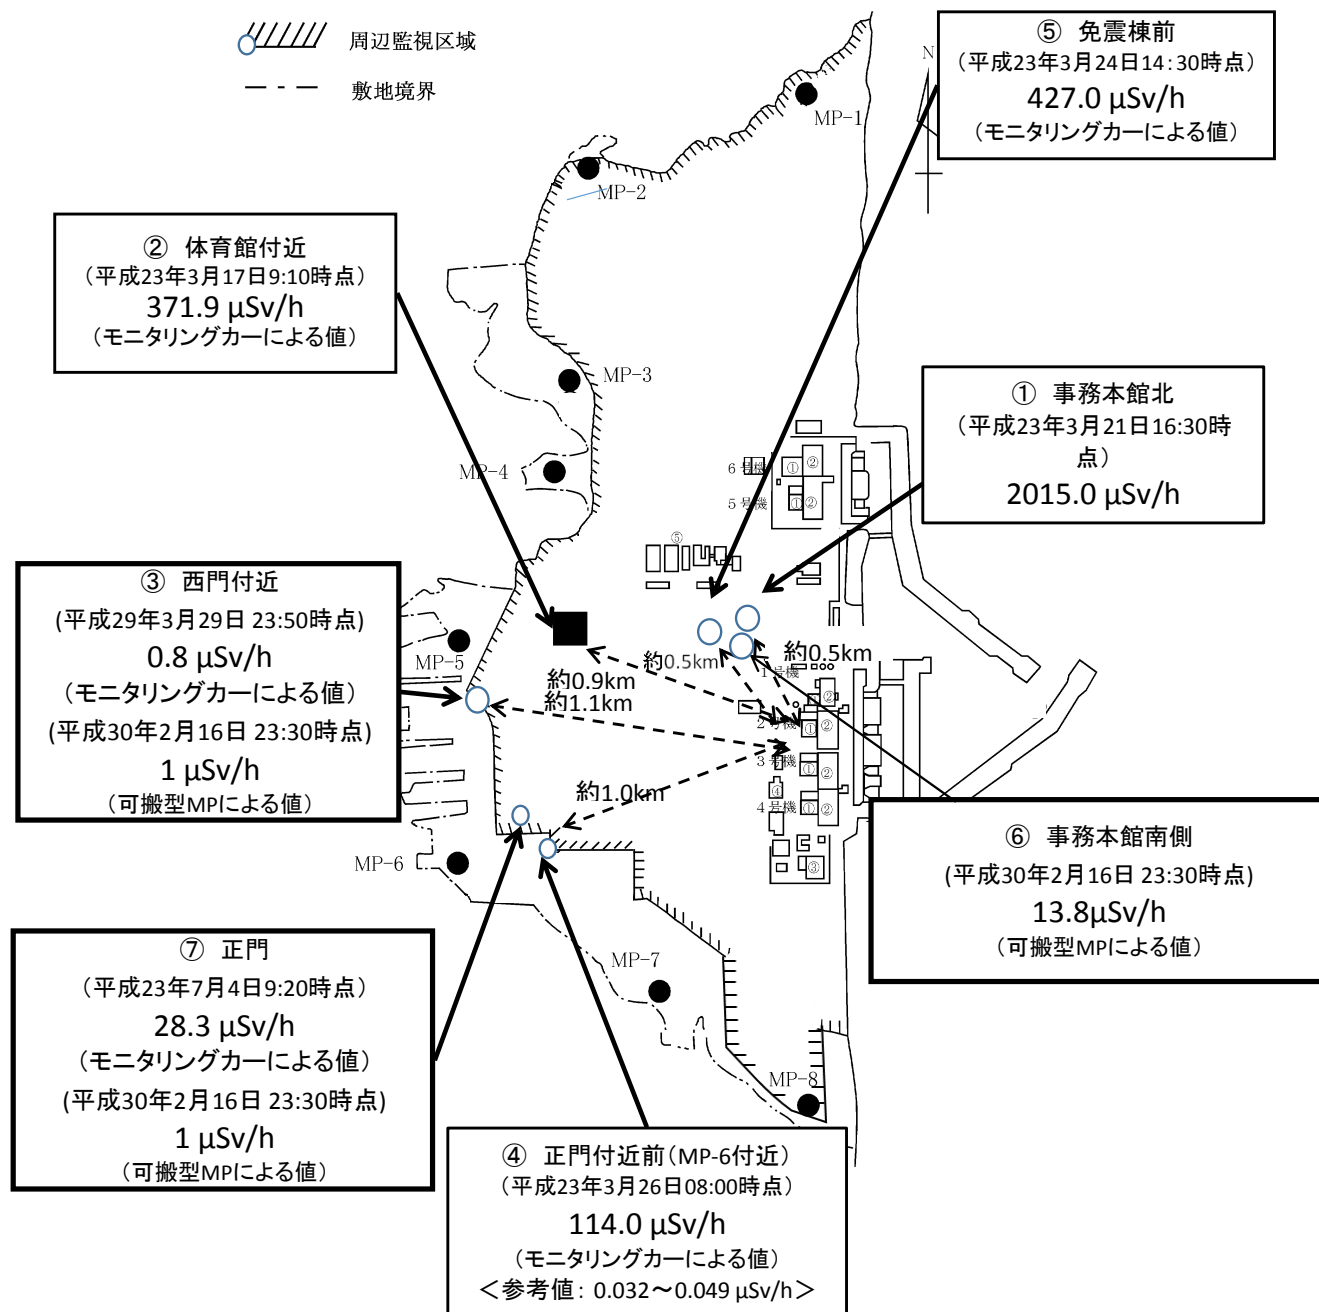 周辺監視区域
敷地境界
⑤ 免震棟前
（平成23年3月24日14:30時点）
427.0 µSv/h
（モニタリングカーによる値）
N
MP-1
MP-2
② 体育館付近
（平成23年3月17日9:10時点）
371.9 µSv/h
（モニタリングカーによる値）
MP-3
① 事務本館北
（平成23年3月21日16:30時
点）
2015.0 µSv/h
MP-4
６号機
①
②
５号機
①
②
⑤
③ 西門付近
(平成29年3月29日 23:50時点)
0.8 µSv/h
（モニタリングカーによる値）
(平成30年2月16日 23:30時点)
1 µSv/h
（可搬型MPによる値）
MP-5
約0.9km
約1.1km
約0.5km
約0.5km
１号機
②
２号機
①
②
３号機
①
②
④
４号機
①
②
③
約1.0km
MP-6
⑥ 事務本館南側
(平成30年2月16日 23:30時点)
13.8µSv/h
（可搬型MPによる値）
⑦ 正門
（平成23年7月4日9:20時点）
28.3 µSv/h
（モニタリングカーによる値）
(平成30年2月16日 23:30時点)
1 µSv/h
（可搬型MPによる値）
MP-7
MP-8
④ 正門付近前（MP-6付近）
（平成23年3月26日08:00時点）
114.0 µSv/h
（モニタリングカーによる値）
＜参考値: 0.032～0.049 µSv/h＞